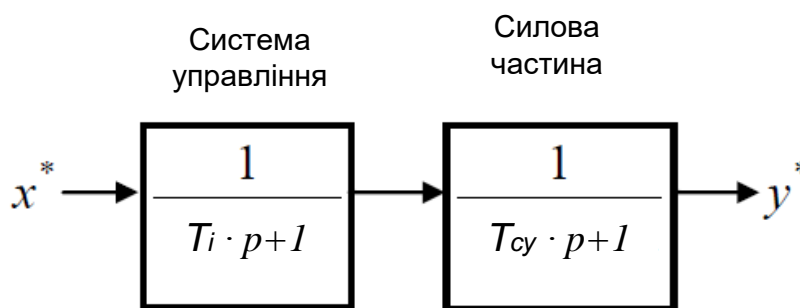 Система
управління
Силова
частина
x*
1
Ti · p+1
1
Tcy · p+1
y*